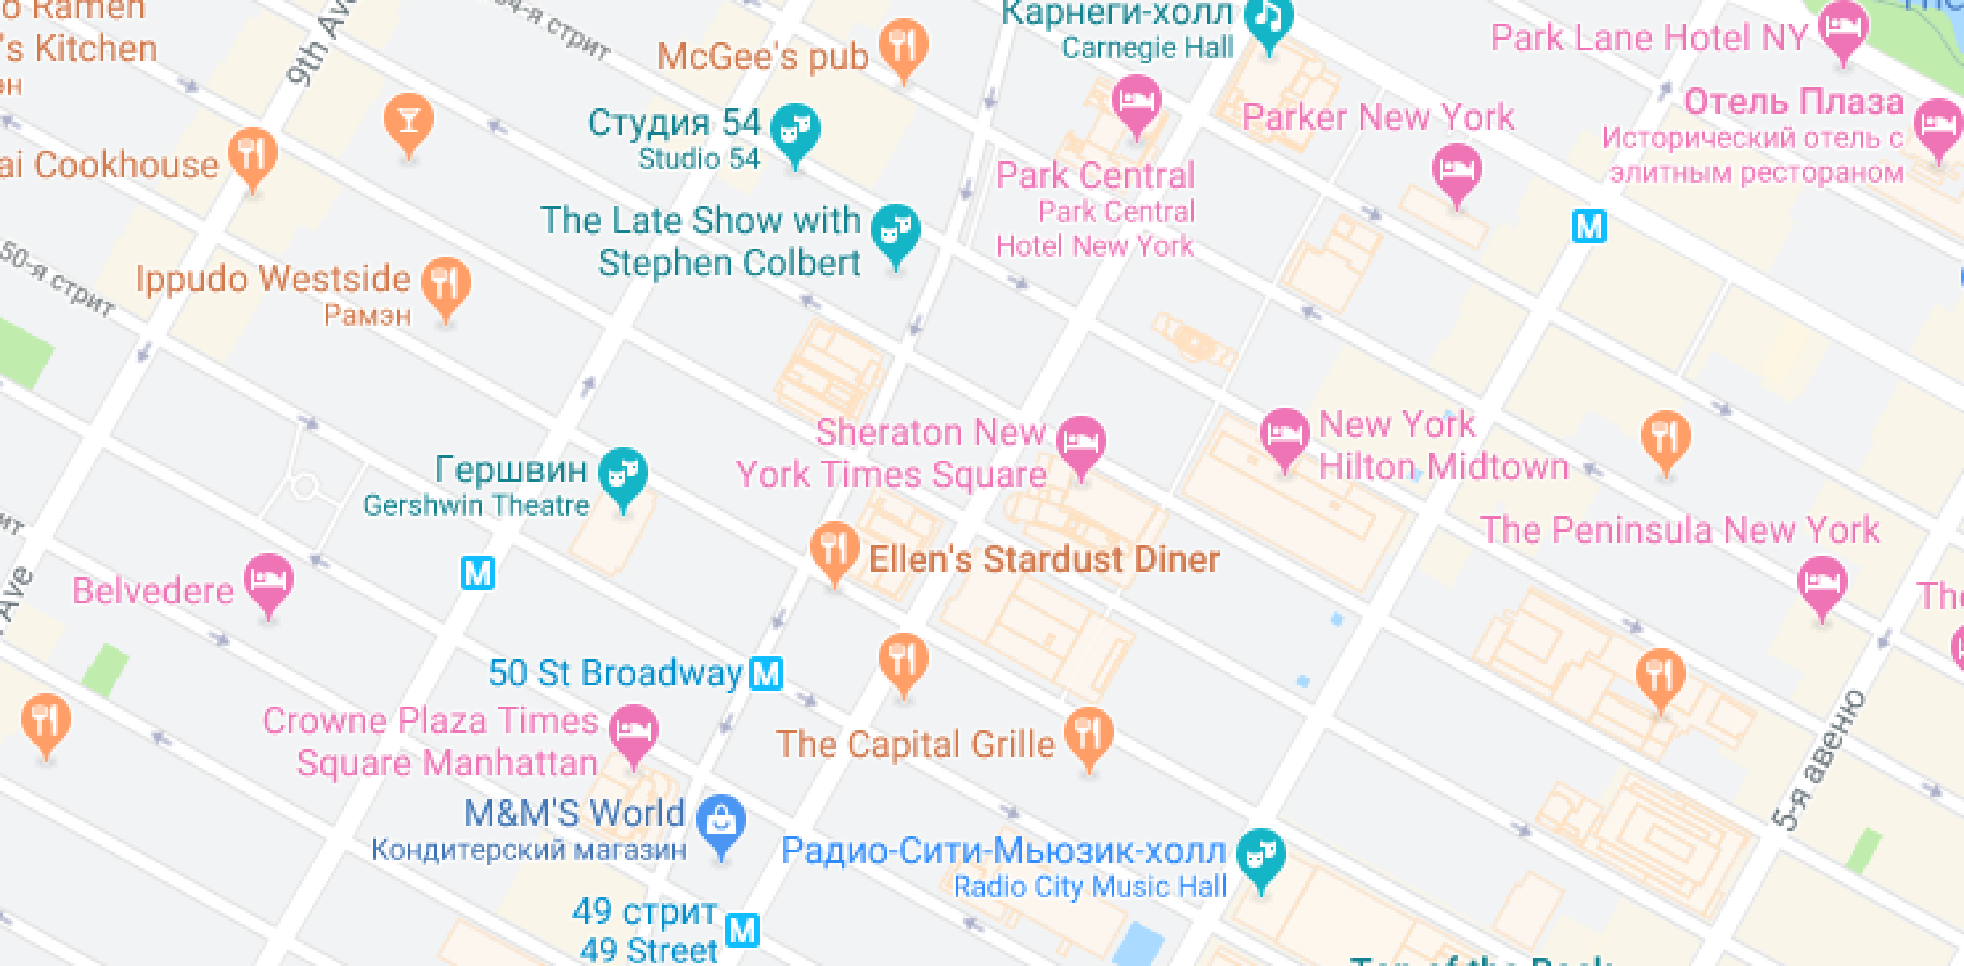 Ramen
's Kitchen
9th Ave
54-я стрит
McGee's pub
Карнеги-холл
Carnegie Hall
Park Lane Hotel NY
Отель Плаза
Исторический отель с
элитным рестораном
Студия 54
Studio 54
Parker New York
ai Cookhouse
Park Central
Park Central
Hotel New York
The Late Show with
Stephen Colbert
50-я стрит
Ippudo Westside
Рамэн
Sheraton New
York Times Square
New York
Hilton Midtown
Гершвин
Gershwin Theatre
The Peninsula New York
Ellen's Stardust Diner
Belvedere
Ave
50 St Broadway
M
Crowne Plaza Times
Square Manhattan
The Capital Grille
5-я авеню
M&M'S World
Кондитерский магазин
Радио-Сити-Мьюзик-холл
Radio City Music Hall
49 стрит
49 Street
M
M
M